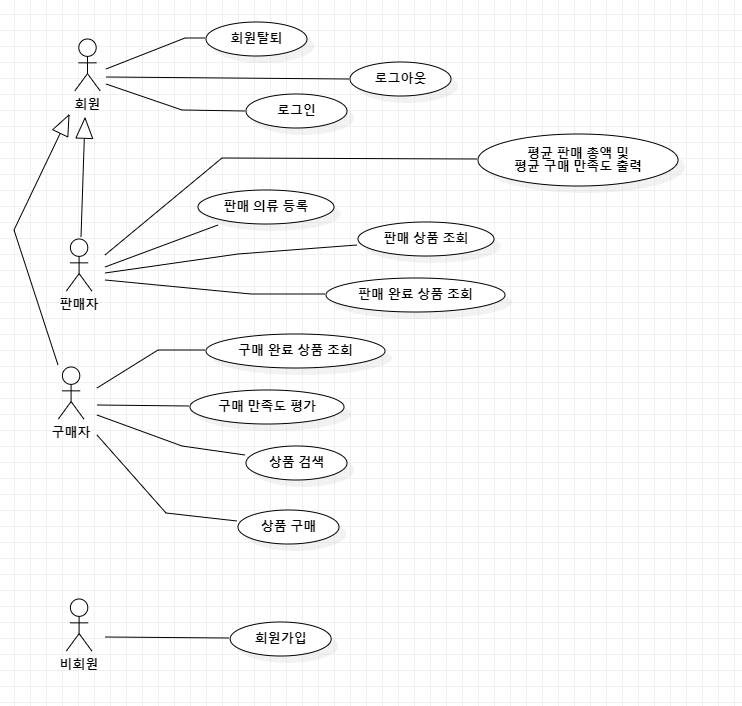 회원탈퇴
로그아웃
회원
로그인
평균 판매 총액 및
평균 구매 만족도 출력
판매 의류 등록
판매 상품 조회
판매자
판매 완료 상품 조회
구매 완료 상품 조회
구매 만족도 평가
구매자
상품 검색
상품 구매
회원가입
비회원